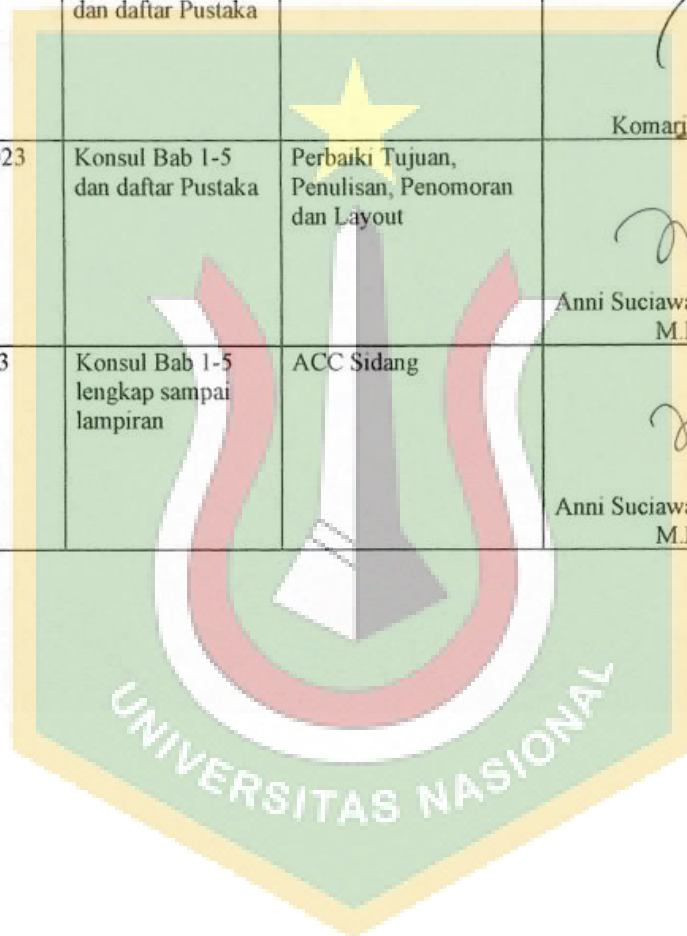 dan daftar Pustaka
Komarj
23
Konsul Bab 1-5
dan daftar Pustaka
Perbaiki Tujuan,
Penulisan, Penomoran
dan Layout
Anni Suciawa
M.
3
Konsul Bab 1-5
lengkap sampai
lampiran
ACC Sidang
Anni Suciawa
M.
UNIVERSITAS NASIONAL